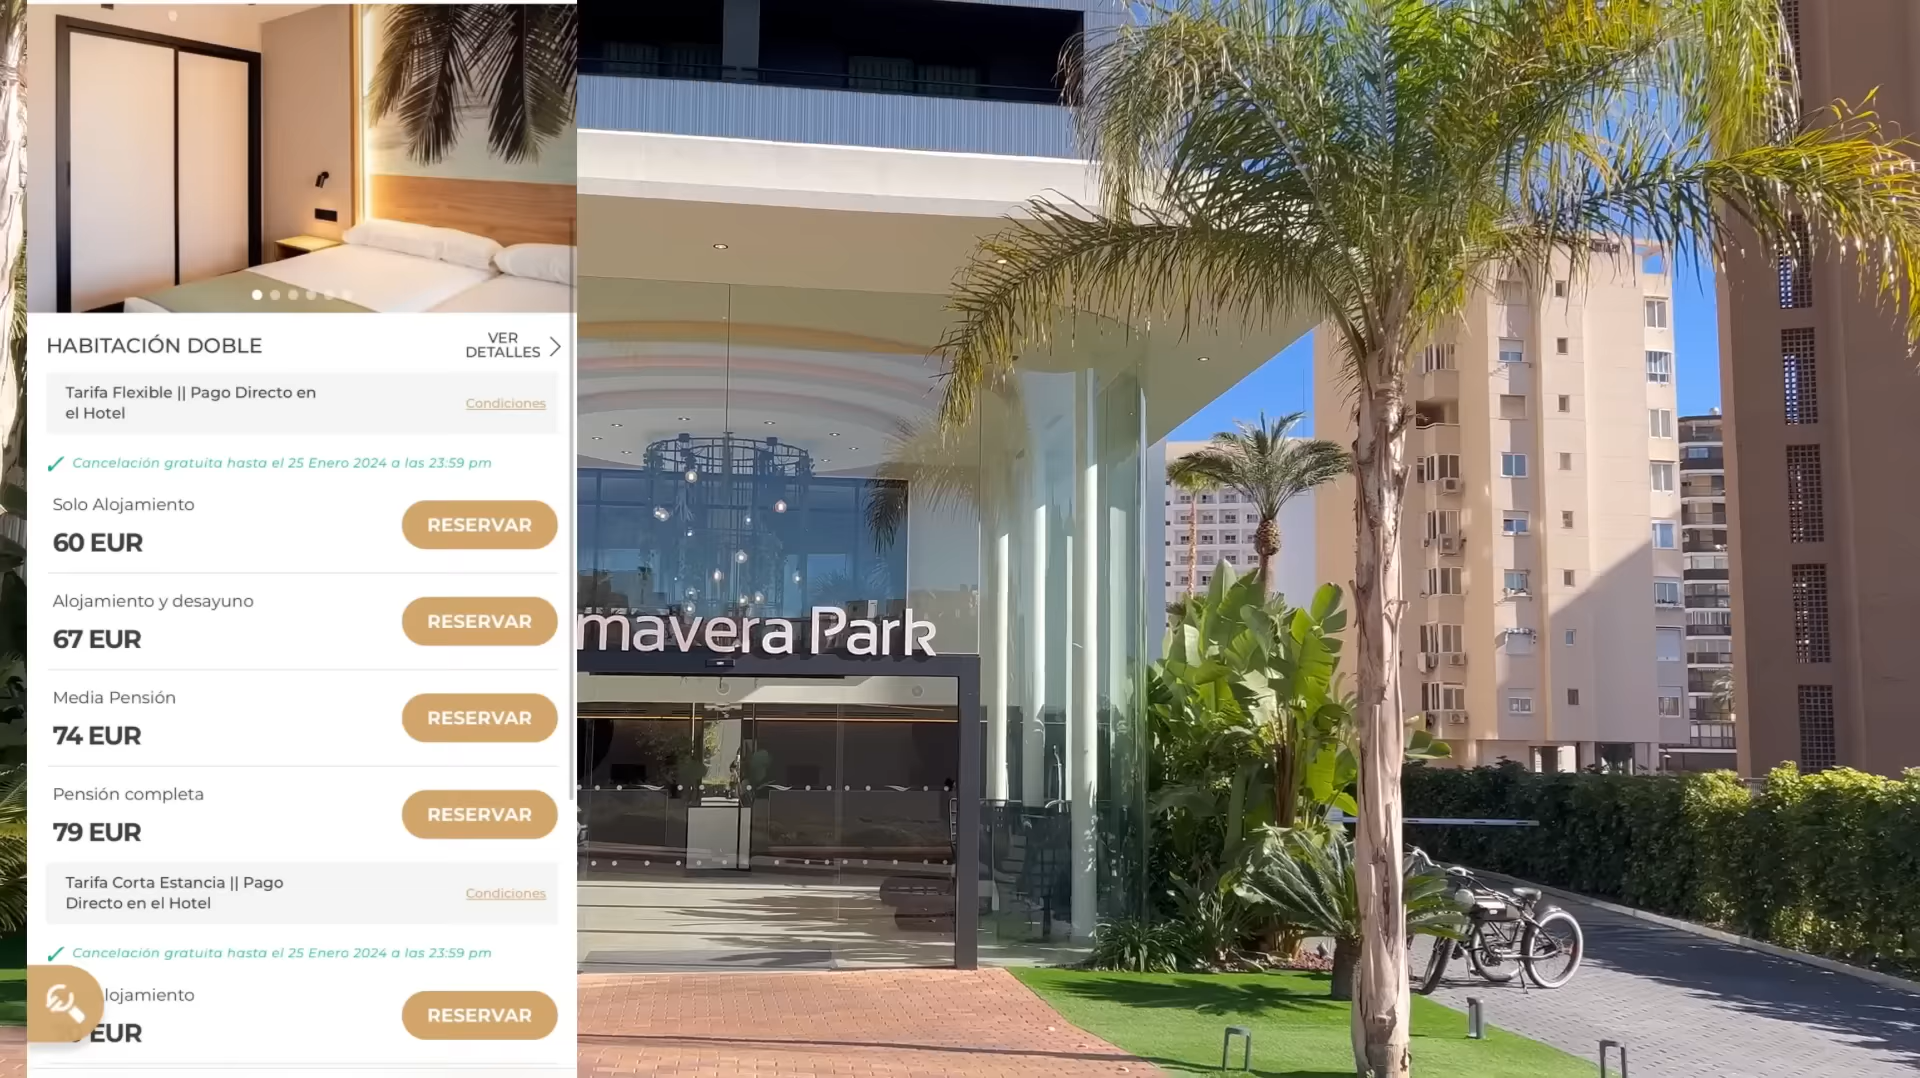 HABITACIÓN DOBLE
VER
DETALLES
Tarifa Flexible || Pago Directo en
el Hotel
Condiciones
Cancelación gratuita hasta el 25 Enero 2024 a las 23:59 pm
Solo Alojamiento
60 EUR
RESERVAR
Alojamiento y desayuno
67 EUR
RESERVAR
Media Pensión
74 EUR
RESERVAR
Pensión completa
79 EUR
RESERVAR
Tarifa Corta Estancia || Pago
Directo en el Hotel
Condiciones
Cancelación gratuita hasta el 25 Enero 2024 a las 23:59 pm
lojamiento
EUR
RESERVAR
mavera Park